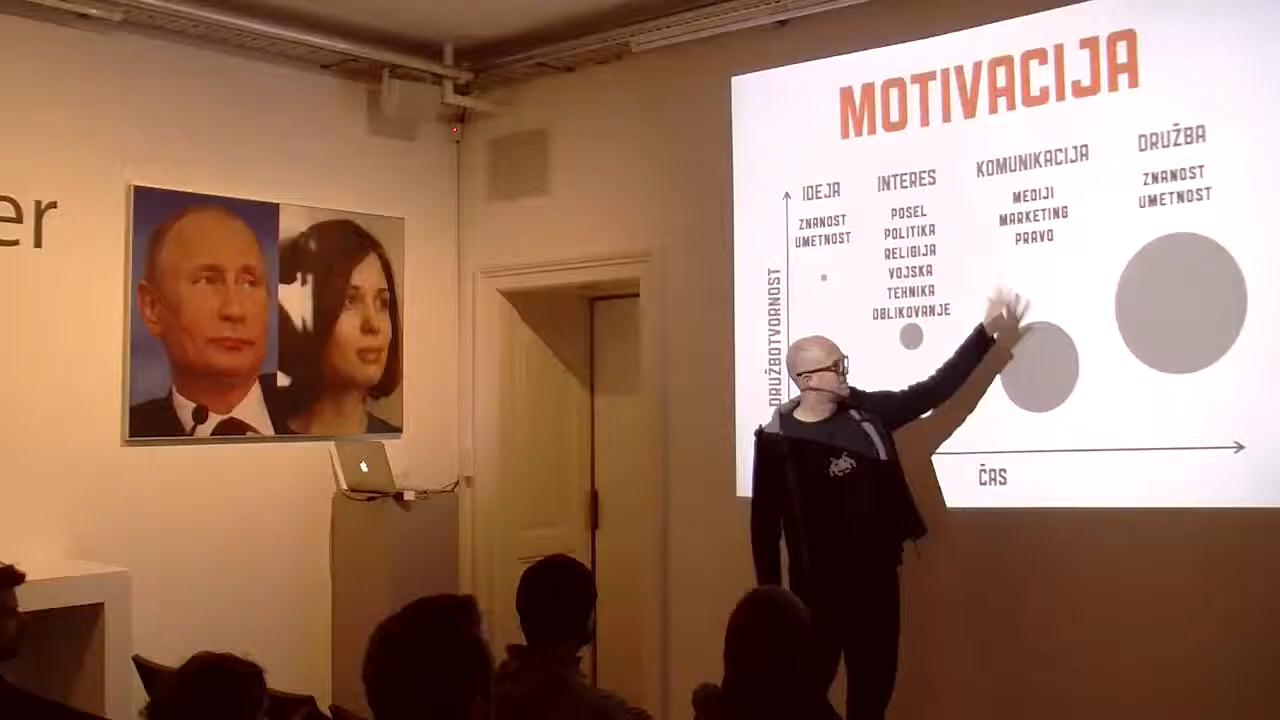 er
MOTIVACIJA
IDEJA
ZNANOST
UMETNOST
INTERES
POSEL
POLITIKA
RELIGIJA
VOJSKA
TEHNIKA
OBLIKOVANJE
KOMUNIKACIJA
MEDIJI
MARKETING
PRAVO
DRUŽBA
ZNANOST
UMETNOST
DRUŽBOTVORNOST
ČAS